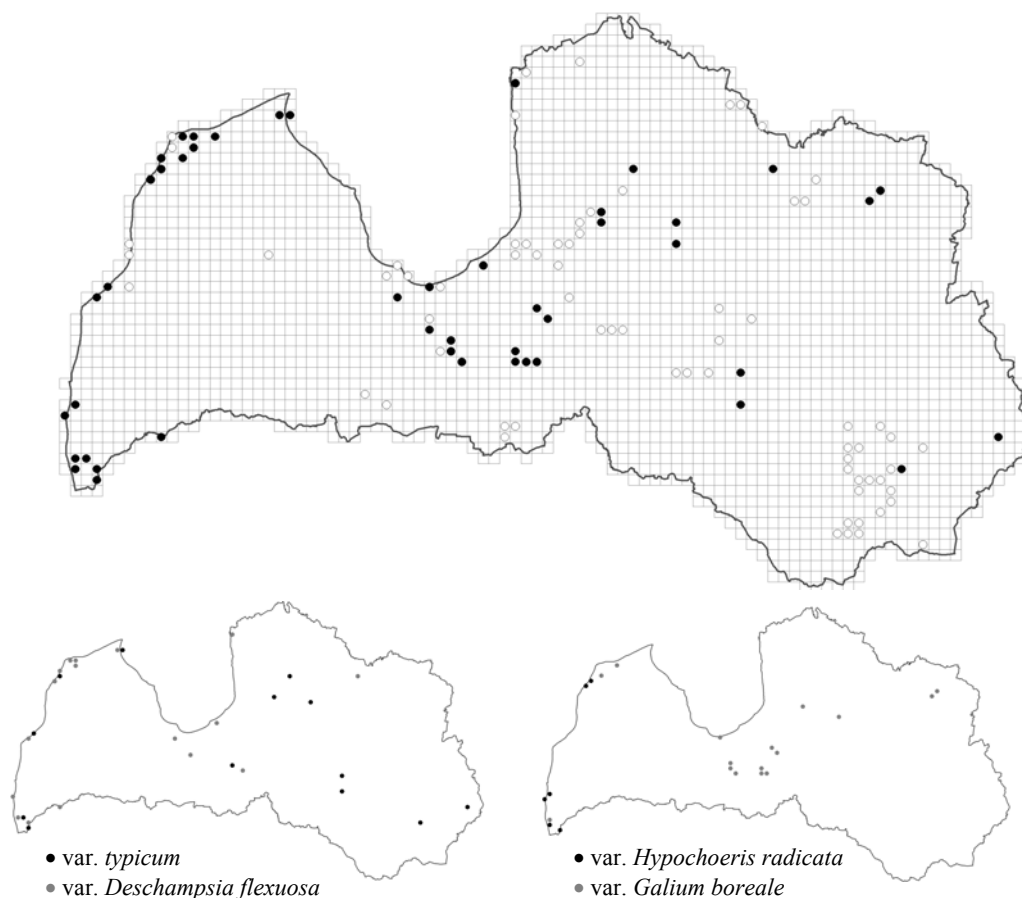 var. typicum
var. Deschampsia flexuosa
var. Hypochoeris radicata
var. Galium boreale